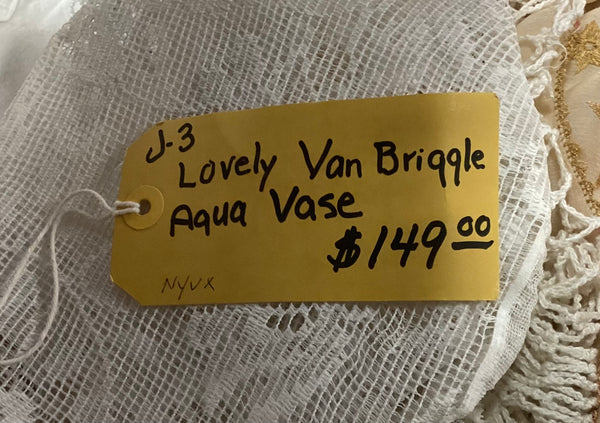 J-3
Lovely Van Briggle
Aqua Vase
$149.00
NYVX